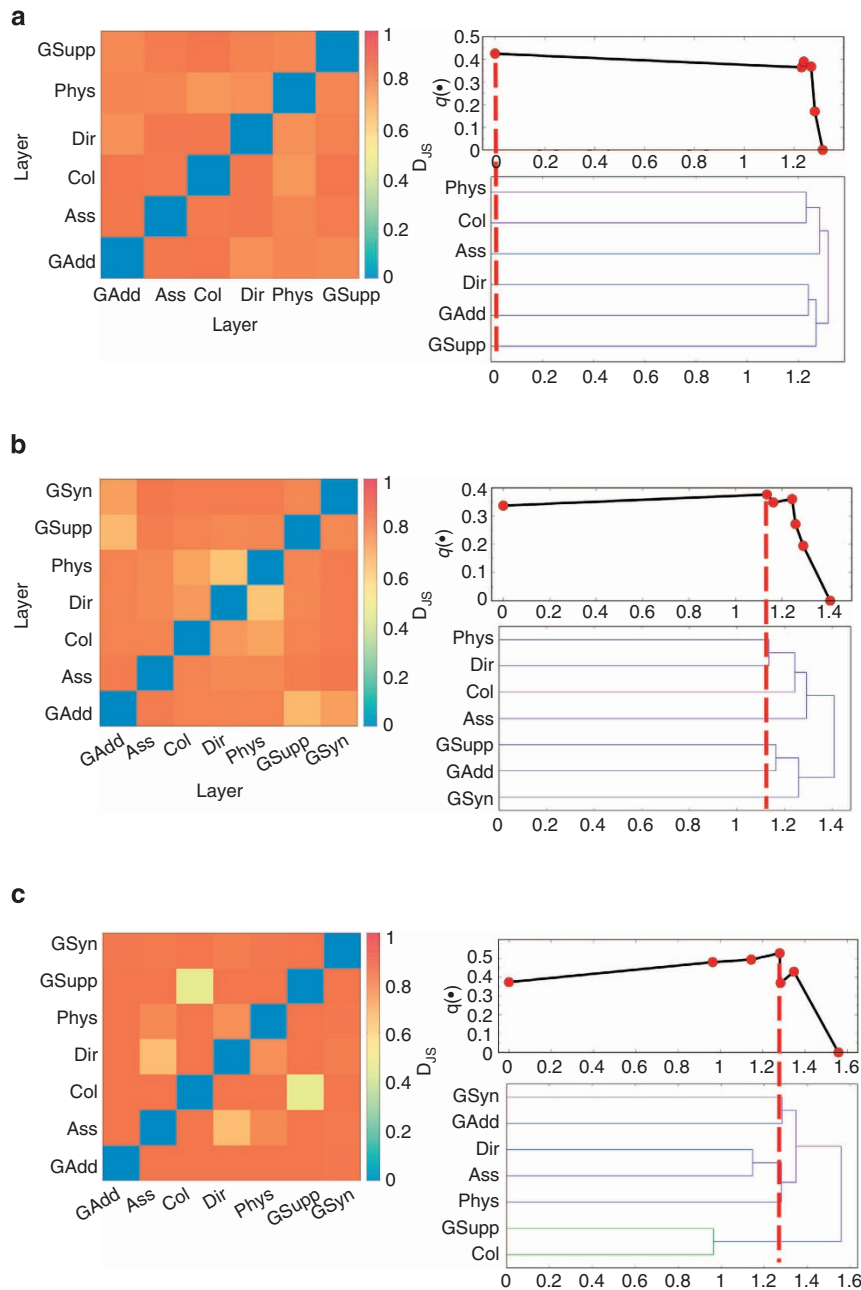 a
GSupp
Phys
Dir
Col
Ass
GAdd
Layer
GAdd Ass Col Dir Phys GSupp
Layer
1
0.8
0.6
0.4
0.2
0
D_JS
0.5
0.4
0.3
0.2
0.1
0
q(•)
0 0.2 0.4 0.6 0.8 1 1.2
Phys
Col
Ass
Dir
GAdd
GSupp
0 0.2 0.4 0.6 0.8 1 1.2
b
GSyn
GSupp
Phys
Dir
Col
Ass
GAdd
Layer
GAdd Ass Col Dir Phys GSupp GSyn
Layer
1
0.8
0.6
0.4
0.2
0
D_JS
0.4
0.3
0.2
0.1
0
q(•)
0 0.2 0.4 0.6 0.8 1 1.2 1.4
Phys
Dir
Col
Ass
GSupp
GAdd
GSyn
0 0.2 0.4 0.6 0.8 1 1.2 1.4
c
GSyn
GSupp
Phys
Dir
Col
Ass
GAdd
GAdd Ass Col Dir Phys GSupp GSyn
1
0.8
0.6
0.4
0.2
0
D_JS
0.5
0.4
0.3
0.2
0.1
0
q(•)
0 0.2 0.4 0.6 0.8 1 1.2 1.4 1.6
GSyn
GAdd
Dir
Ass
Phys
GSupp
Col
0 0.2 0.4 0.6 0.8 1 1.2 1.4 1.6